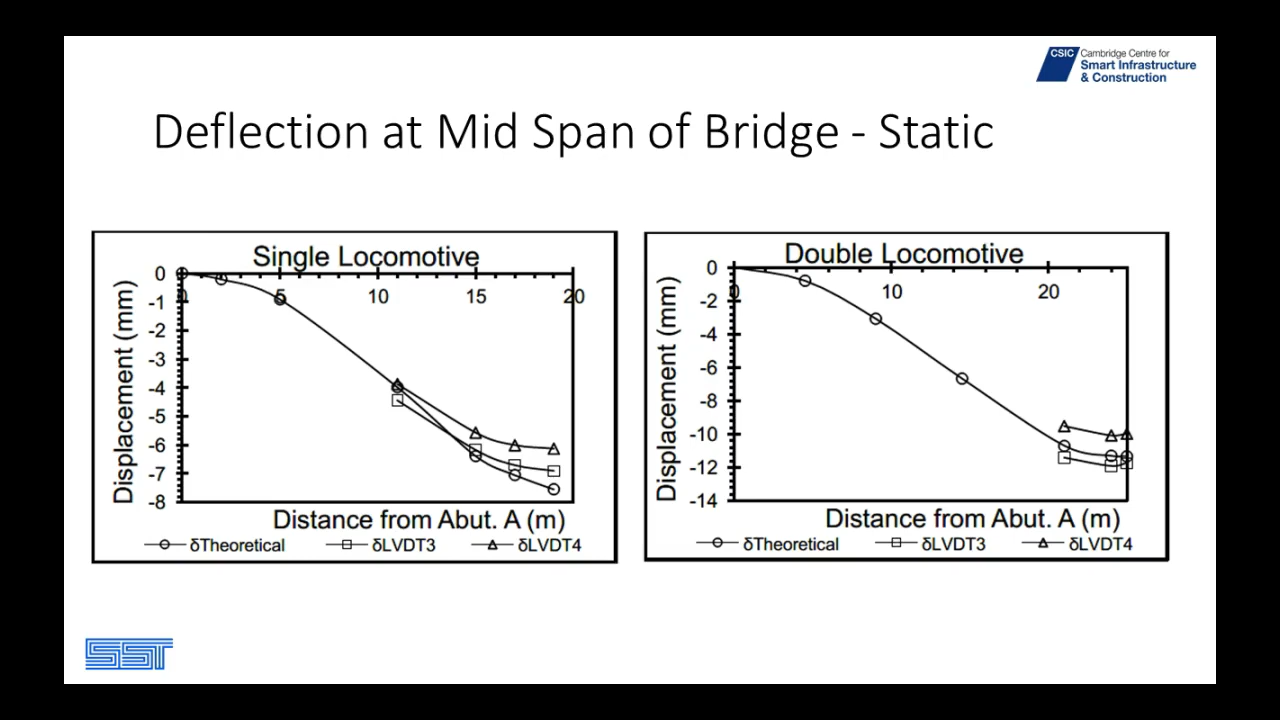 CSIC Cambridge Centre for
Smart Infrastructure
& Construction
Deflection at Mid Span of Bridge - Static
Single Locomotive
0
-1
-2
-3
-4
-5
-6
-7
-8
0 5 10 15 20
Displacement (mm)
Distance from Abut. A (m)
δTheoretical δLVDT3 δLVDT4
Double Locomotive
0
-2
-4
-6
-8
-10
-12
-14
0 10 20
Displacement (mm)
Distance from Abut. A (m)
δTheoretical δLVDT3 δLVDT4
SST